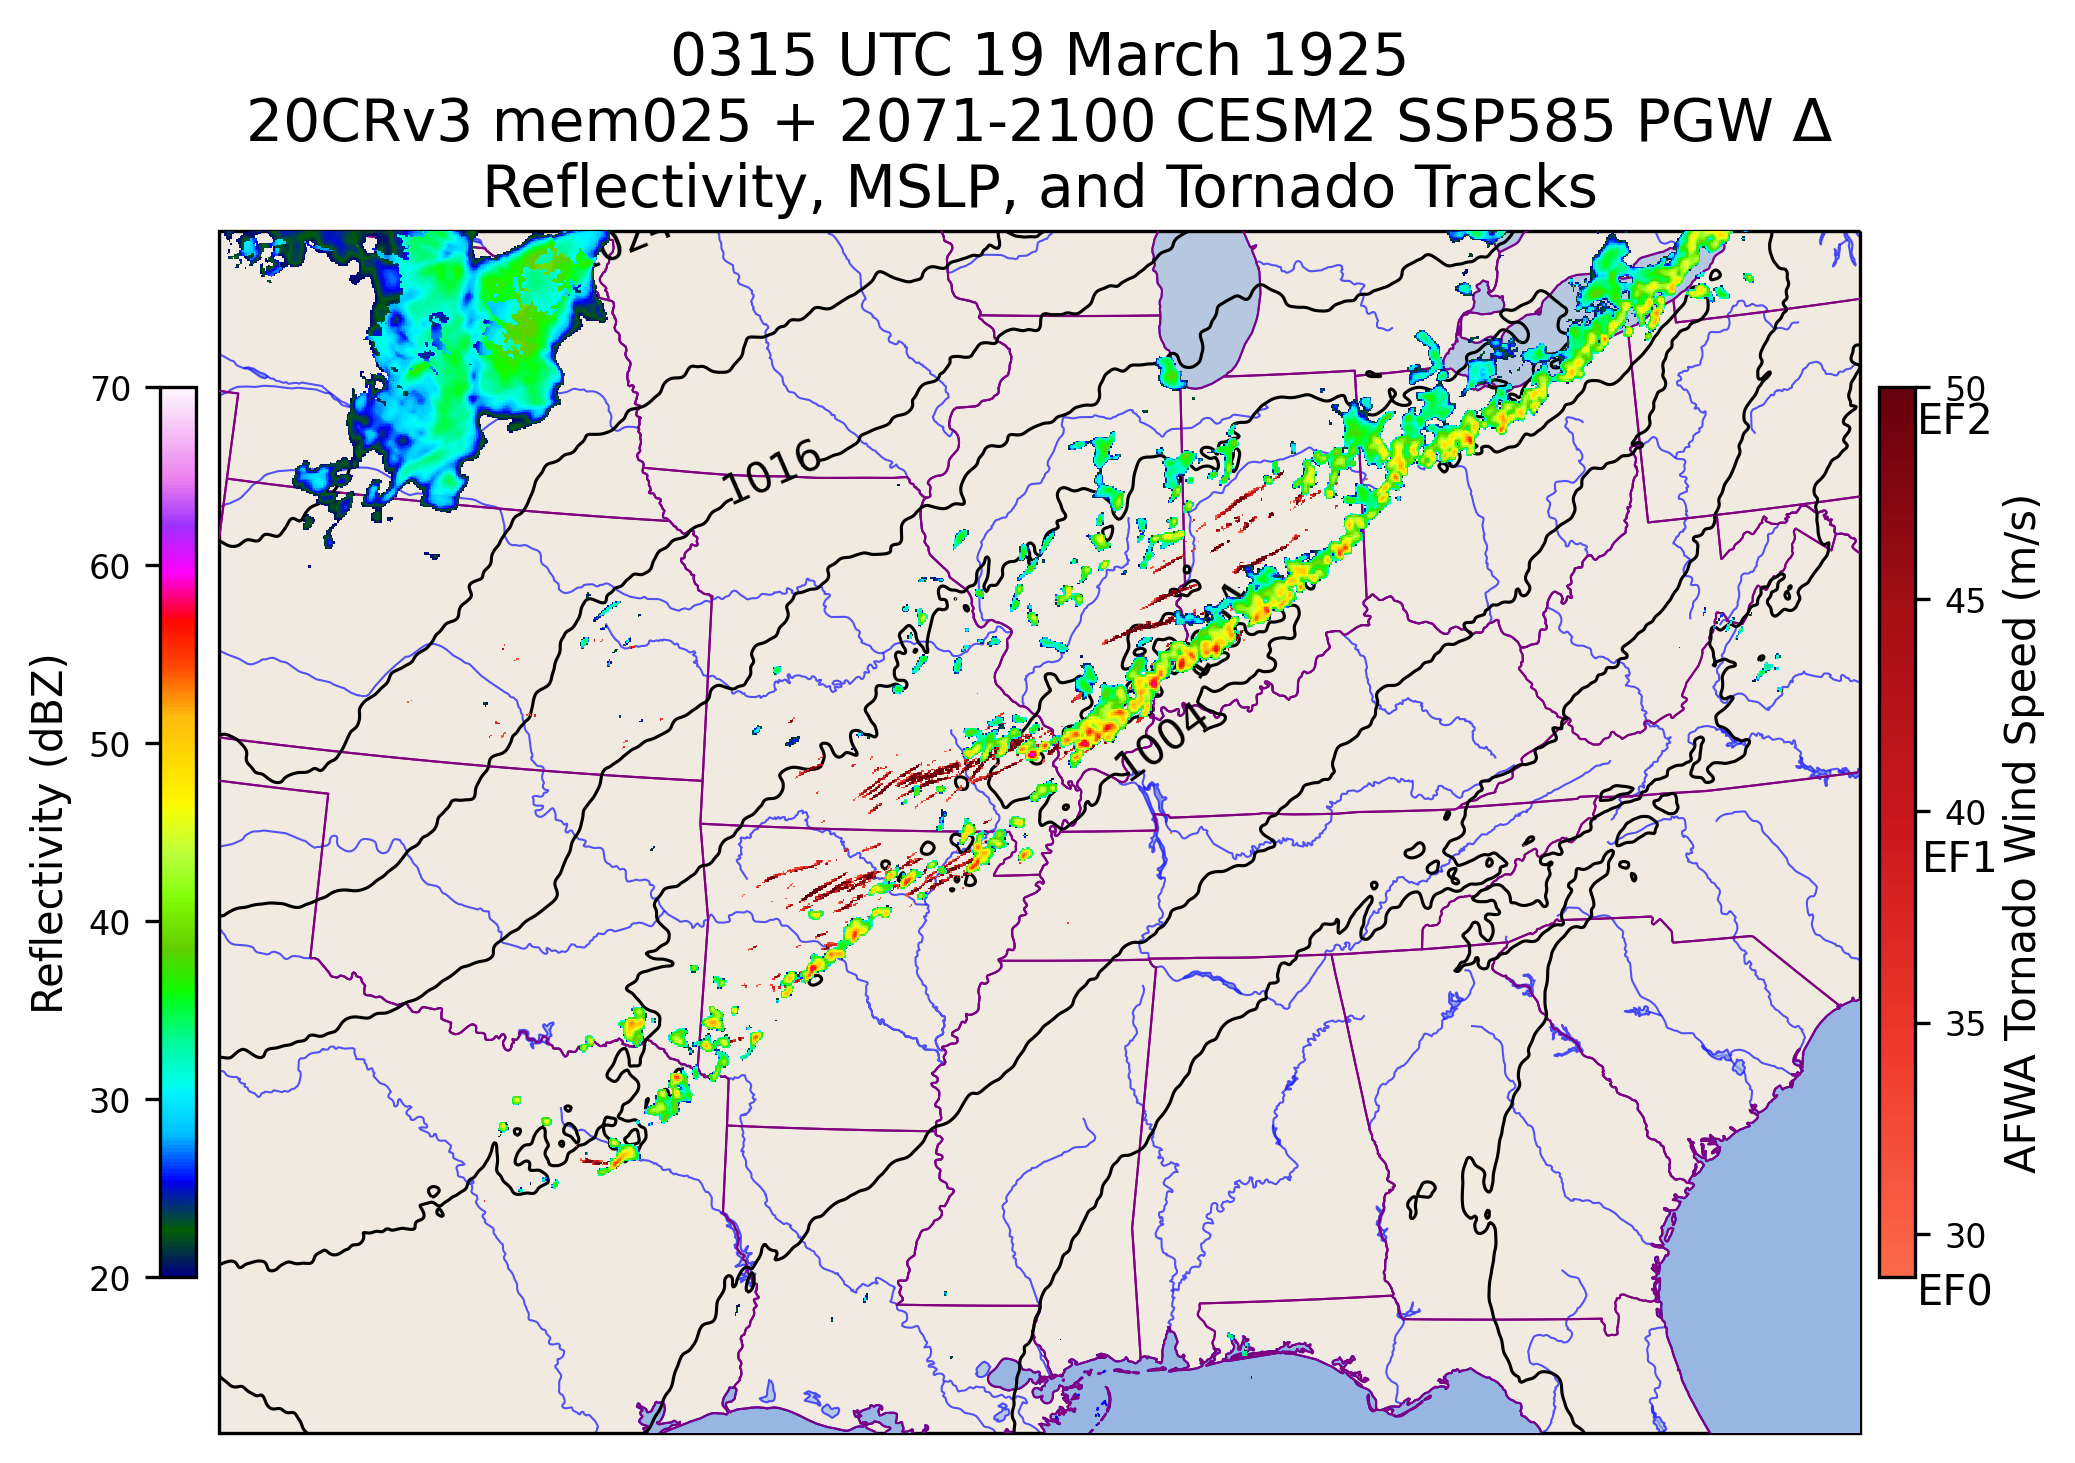 0315 UTC 19 March 1925
20CRv3 mem025 + 2071-2100 CESM2 SSP585 PGW Δ
Reflectivity, MSLP, and Tornado Tracks
Reflectivity (dBZ)
70
60
50
40
30
20
1016
1004
50
EF2
45
40
EF1
35
30
EF0
AFWA Tornado Wind Speed (m/s)